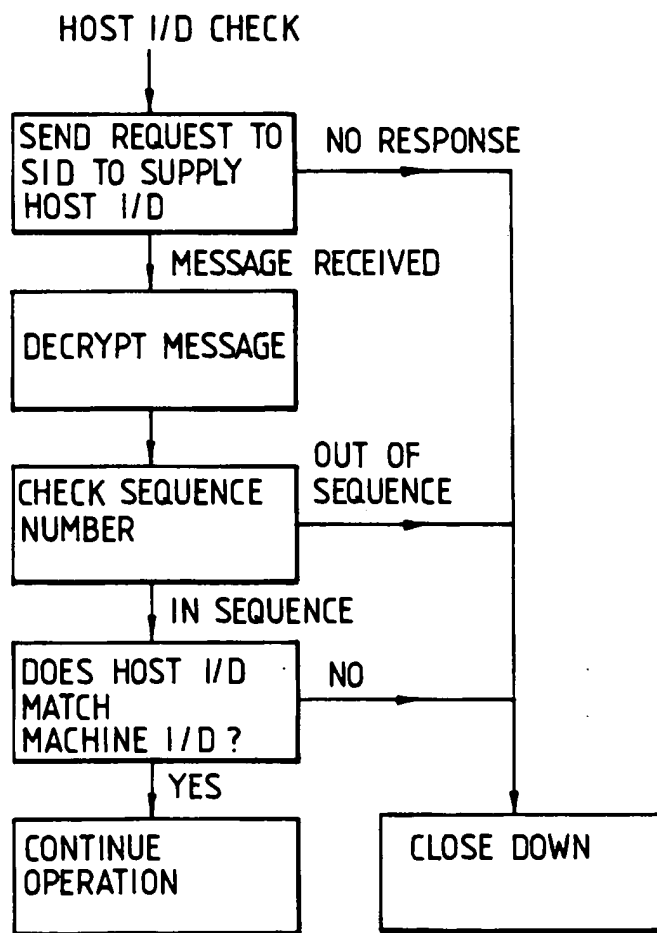 HOST I/D CHECK
SEND REQUEST TO
SID TO SUPPLY
HOST I/D
NO RESPONSE
MESSAGE RECEIVED
DECRYPT MESSAGE
CHECK SEQUENCE
NUMBER
OUT OF
SEQUENCE
IN SEQUENCE
DOES HOST I/D
MATCH
MACHINE I/D ?
NO
YES
CONTINUE
OPERATION
CLOSE DOWN